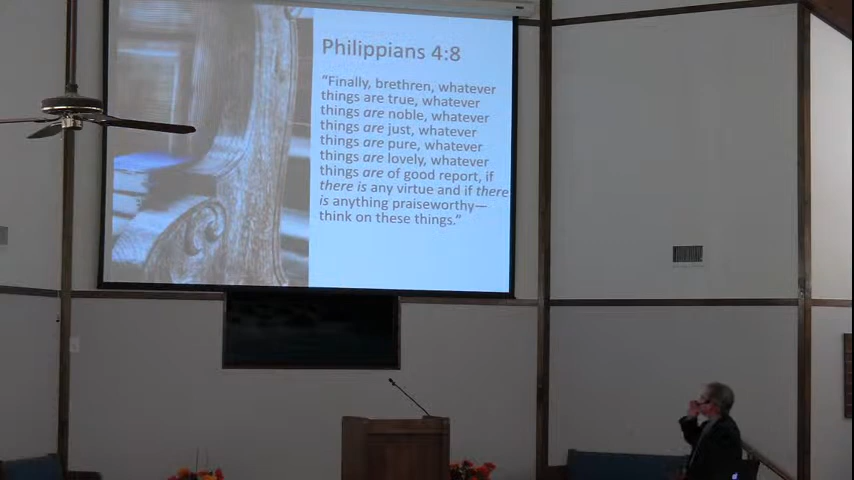 Philippians 4:8
“Finally, brethren, whatever
things are true, whatever
things are noble, whatever
things are just, whatever
things are pure, whatever
things are lovely, whatever
things are of good report, if
there is any virtue and if there
is anything praiseworthy—
think on these things.”